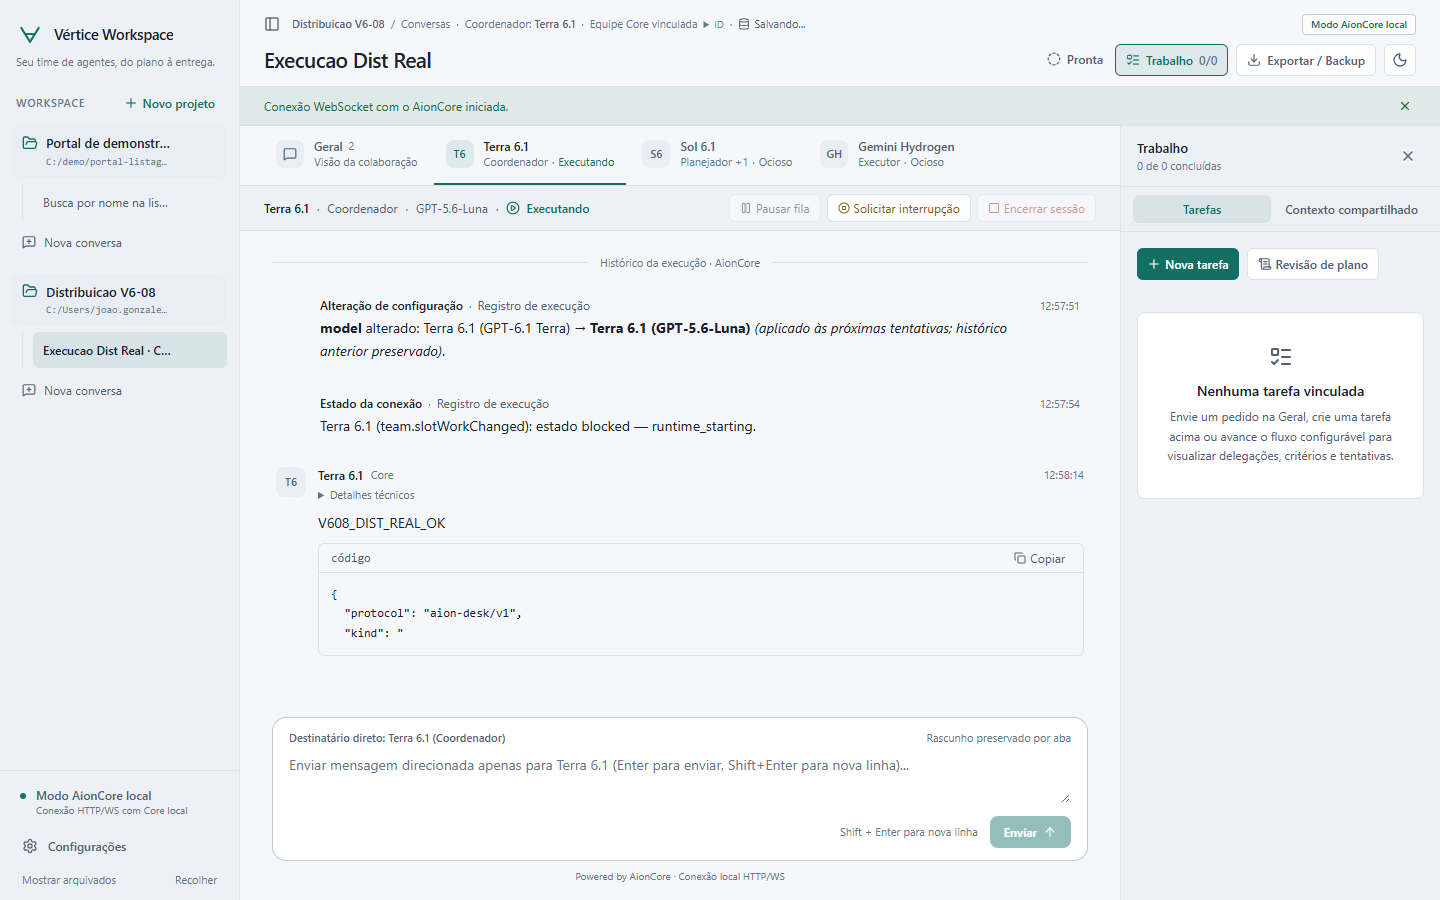 Vértice Workspace
Seu time de agentes, do plano à entrega.
WORKSPACE
+ Novo projeto
Portal de demonstr...
C:/demo/portal-listag...
Busca por nome na lis...
Nova conversa
Distribuicao V6-08
C:/Users/joao.gonzale...
Execucao Dist Real · C...
Nova conversa
Modo AionCore local
Conexão HTTP/WS com Core local
Configurações
Mostrar arquivados
Recolher
Distribuicao V6-08 / Conversas · Coordenador: Terra 6.1 · Equipe Core vinculada ▶ ID · Salvando...
Modo AionCore local
Execucao Dist Real
Pronta
Trabalho 0/0
Exportar / Backup
Conexão WebSocket com o AionCore iniciada.
Geral 2
Visão da colaboração
T6
Terra 6.1
Coordenador · Executando
S6
Sol 6.1
Planejador +1 · Ocioso
GH
Gemini Hydrogen
Executor · Ocioso
Terra 6.1 · Coordenador · GPT-5.6-Luna · Executando
Pausar fila
Solicitar interrupção
Encerrar sessão
Histórico da execução · AionCore
Alteração de configuração · Registro de execução
12:57:51
model alterado: Terra 6.1 (GPT-6.1 Terra) → Terra 6.1 (GPT-5.6-Luna) (aplicado às próximas tentativas; histórico
anterior preservado).
Estado da conexão · Registro de execução
12:57:54
Terra 6.1 (team.slotWorkChanged): estado blocked — runtime_starting.
T6
Terra 6.1 Core
12:58:14
▶ Detalhes técnicos
V608_DIST_REAL_OK
código
Copiar
{
"protocol": "aion-desk/v1",
"kind": "
Destinatário direto: Terra 6.1 (Coordenador)
Rascunho preservado por aba
Enviar mensagem direcionada apenas para Terra 6.1 (Enter para enviar, Shift+Enter para nova linha)...
Shift + Enter para nova linha
Enviar
Powered by AionCore · Conexão local HTTP/WS
Trabalho
0 de 0 concluídas
Tarefas
Contexto compartilhado
+ Nova tarefa
Revisão de plano
Nenhuma tarefa vinculada
Envie um pedido na Geral, crie uma tarefa
acima ou avance o fluxo configurável para
visualizar delegações, critérios e tentativas.